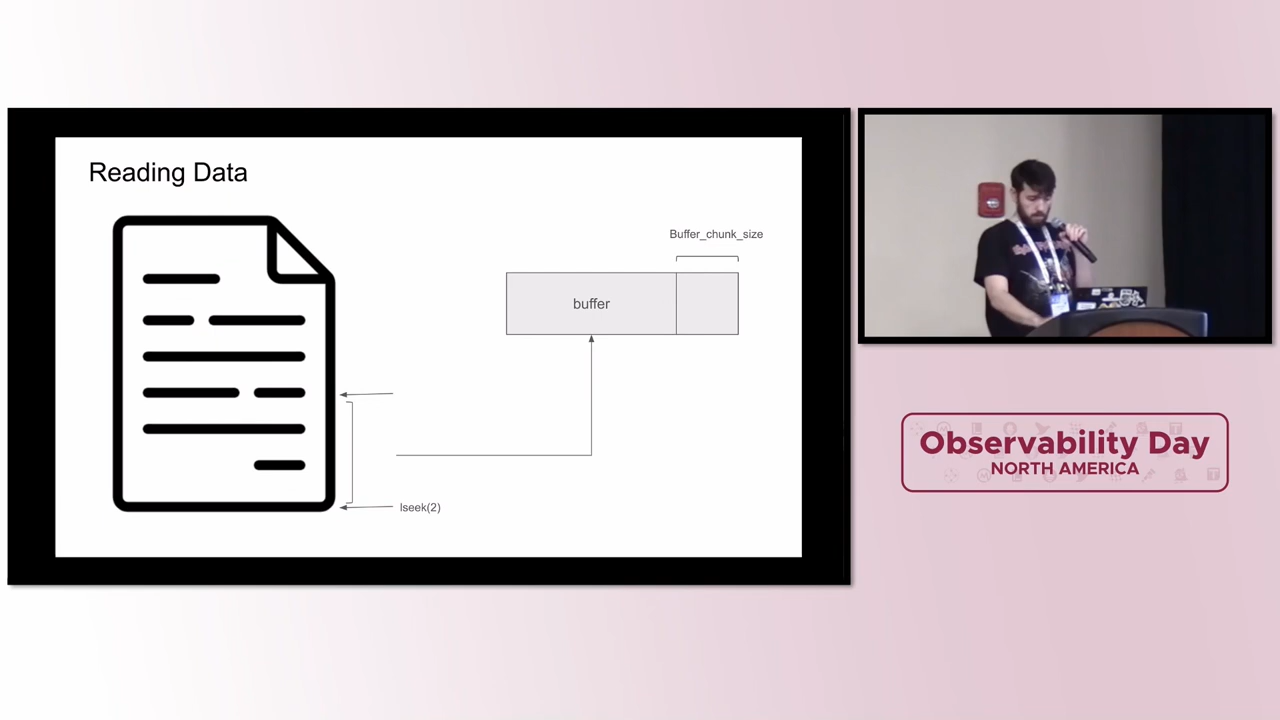 Reading Data
Buffer_chunk_size
buffer
lseek(2)
Observability Day
NORTH AMERICA